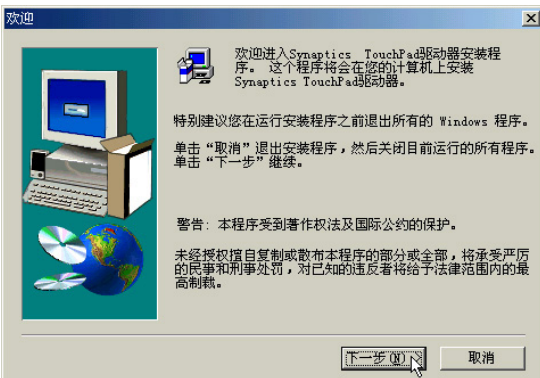 欢迎
欢迎进入Synaptics TouchPad驱动器安装程
序。 这个程序将会在您的计算机上安装
Synaptics TouchPad驱动器。
特别建议您在运行安装程序之前退出所有的 Windows 程序。
单击“取消”退出安装程序，然后关闭目前运行的所有程序。
单击“下一步”继续。
警告: 本程序受到著作权法及国际公约的保护。
未经授权擅自复制或散布本程序的部分或全部，将承受严厉
的民事和刑事处罚，对已知的违反者将给予法律范围内的最
高制裁。
下一步(N) >
取消